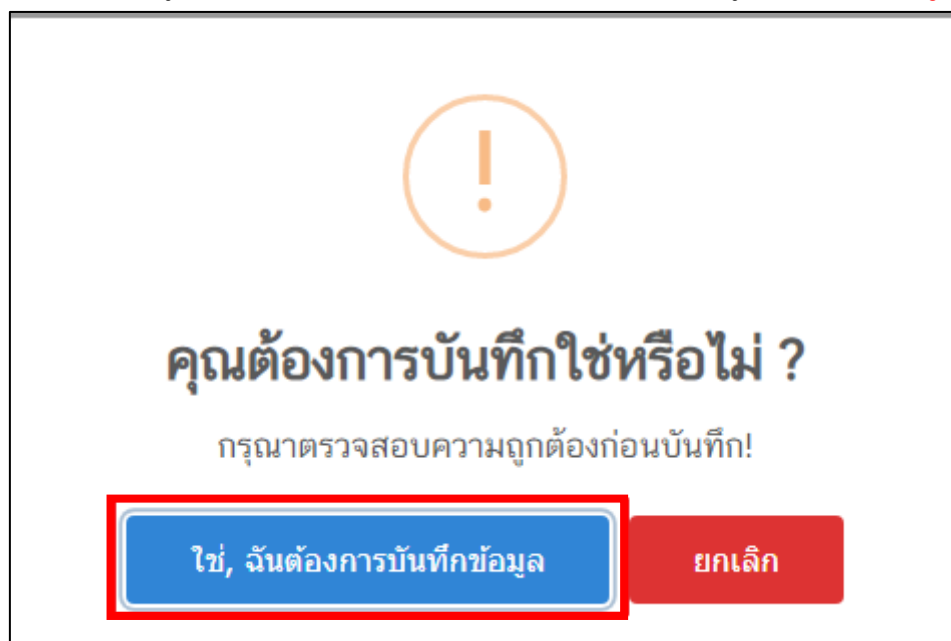 !
คุณต้องการบันทึกใช่หรือไม่ ?
กรุณาตรวจสอบความถูกต้องก่อนบันทึก!
ใช่, ฉันต้องการบันทึกข้อมูล
ยกเลิก